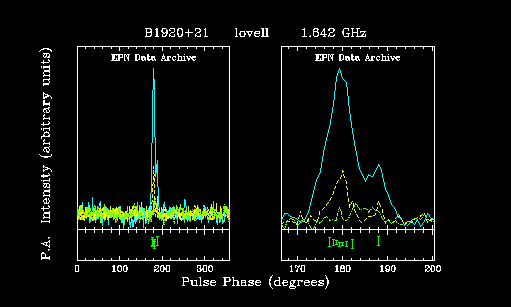 B1920+21 lovell 1.642 GHz
EPN Data Archive EPN Data Archive
P.A. Intensity (arbitrary units)
0 100 200 300 170 180 190 200
Pulse Phase (degrees)